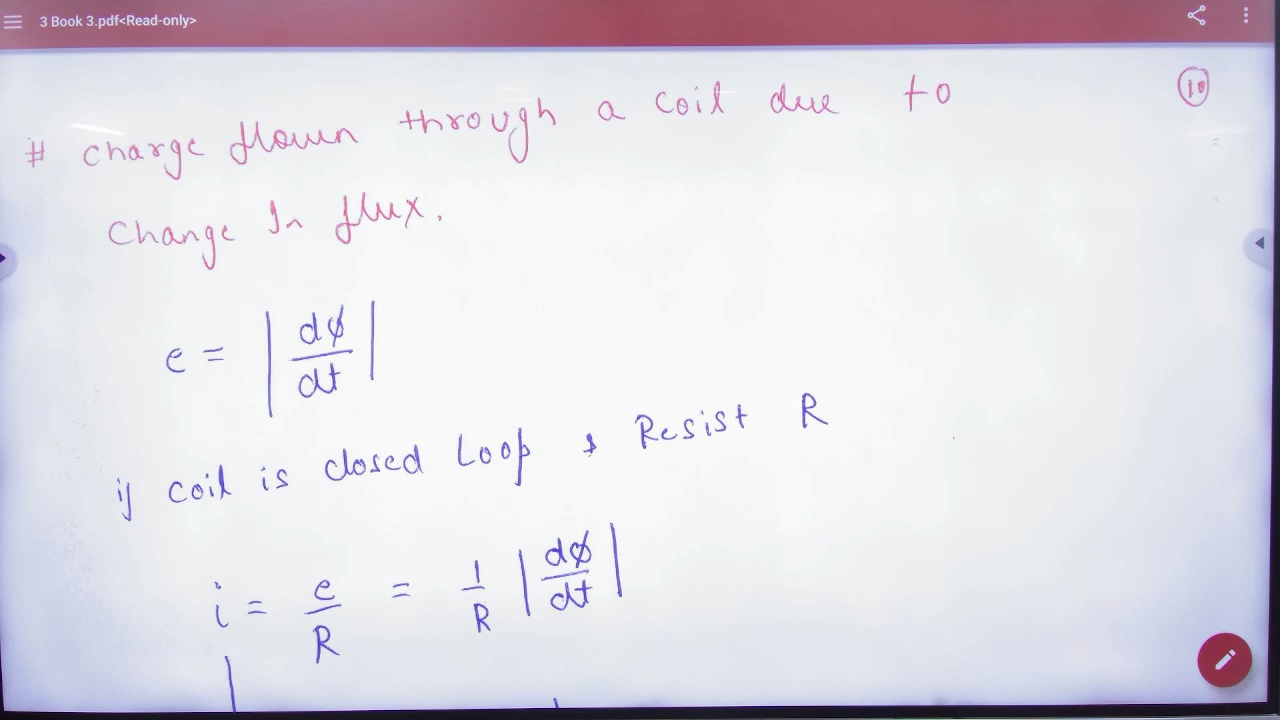 3 Book 3.pdf<Read-only>
10
# Charge flown through a coil due to
Change In flux.
e = | dϕ/dt |
if coil is closed Loop & Resist R
i = e/R = 1/R | dϕ/dt |